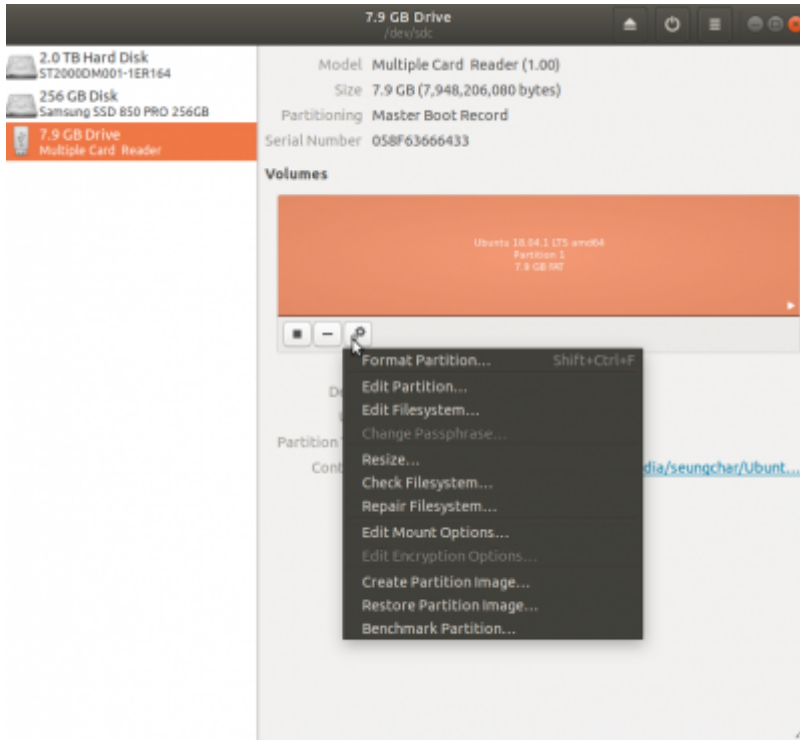 7.9 GB Drive
/dev/sdc
2.0 TB Hard Disk
ST2000DM001-1ER164
256 GB Disk
Samsung SSD 850 PRO 256GB
7.9 GB Drive
Multiple Card Reader
Model Multiple Card Reader (1.00)
Size 7.9 GB (7,948,206,080 bytes)
Partitioning Master Boot Record
Serial Number 058F63666433
Volumes
Ubuntu 18.04.1 LTS amd64
Partition 1
7.9 GB FAT
Format Partition... Shift+Ctrl+F
Edit Partition...
Edit Filesystem...
Change Passphrase...
Partition
Resize...
Cont
dia/seungchar/Ubunt...
Check Filesystem...
Repair Filesystem...
Edit Mount Options...
Edit Encryption Options...
Create Partition Image...
Restore Partition Image...
Benchmark Partition...